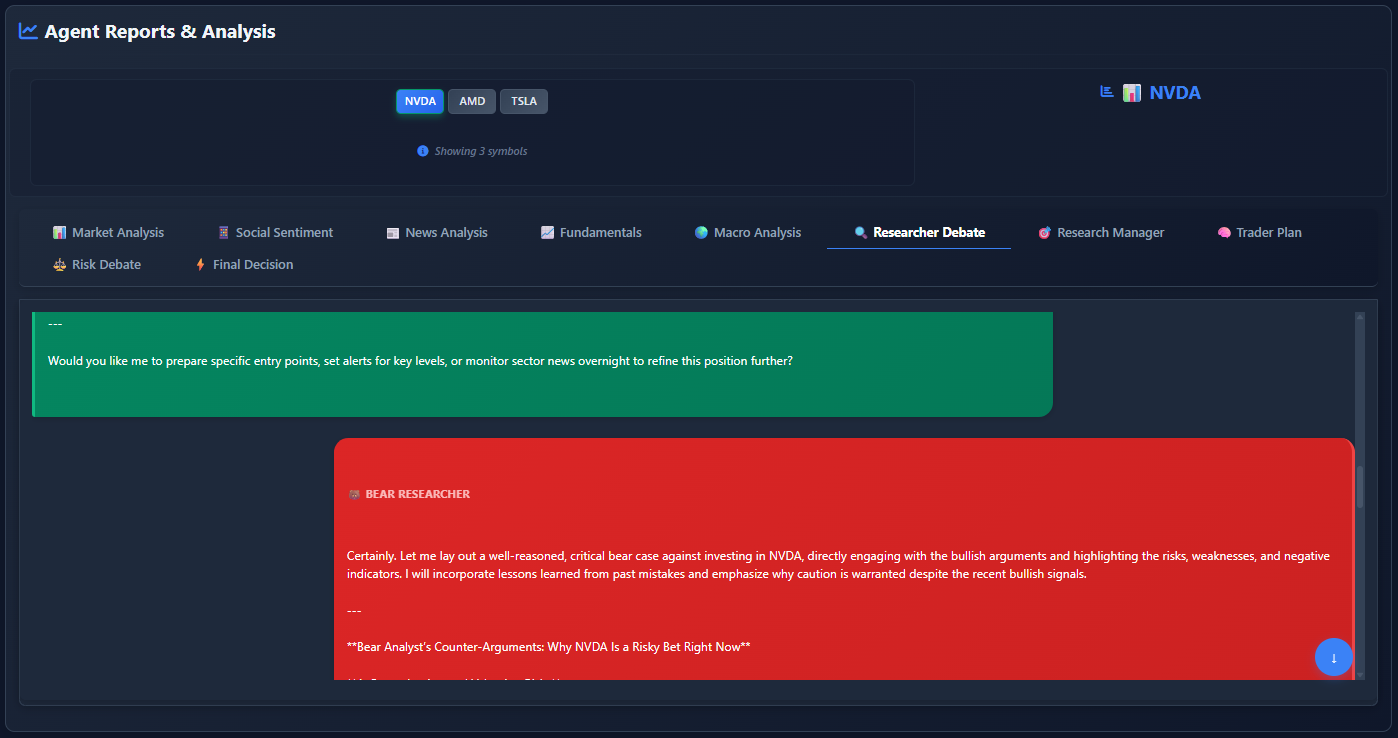 Agent Reports & Analysis
NVDA AMD TSLA
Showing 3 symbols
NVDA
Market Analysis Social Sentiment News Analysis Fundamentals Macro Analysis Researcher Debate Research Manager Trader Plan
Risk Debate Final Decision
---
Would you like me to prepare specific entry points, set alerts for key levels, or monitor sector news overnight to refine this position further?
BEAR RESEARCHER
Certainly. Let me lay out a well-reasoned, critical bear case against investing in NVDA, directly engaging with the bullish arguments and highlighting the risks, weaknesses, and negative
indicators. I will incorporate lessons learned from past mistakes and emphasize why caution is warranted despite the recent bullish signals.
---
**Bear Analyst's Counter-Arguments: Why NVDA Is a Risky Bet Right Now**